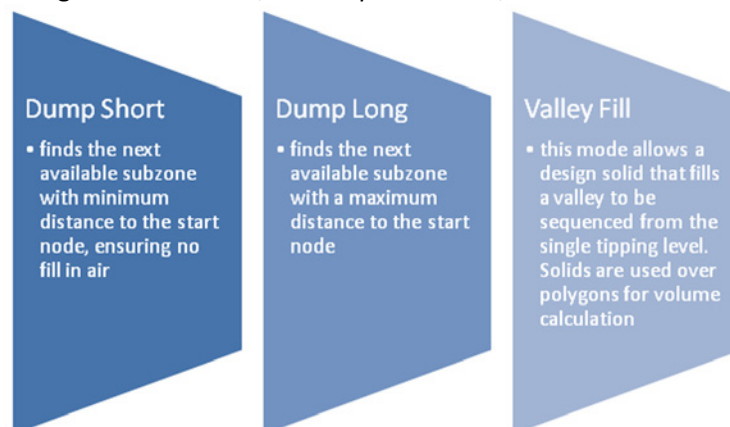 Dump Short
▪ finds the next
available subzone
with minimum
distance to the start
node, ensuring no
fill in air
Dump Long
▪ finds the next
available subzone
with a maximum
distance to the start
node
Valley Fill
▪ this mode allows a
design solid that fills
a valley to be
sequenced from the
single tipping level.
Solids are used over
polygons for volume
calculation